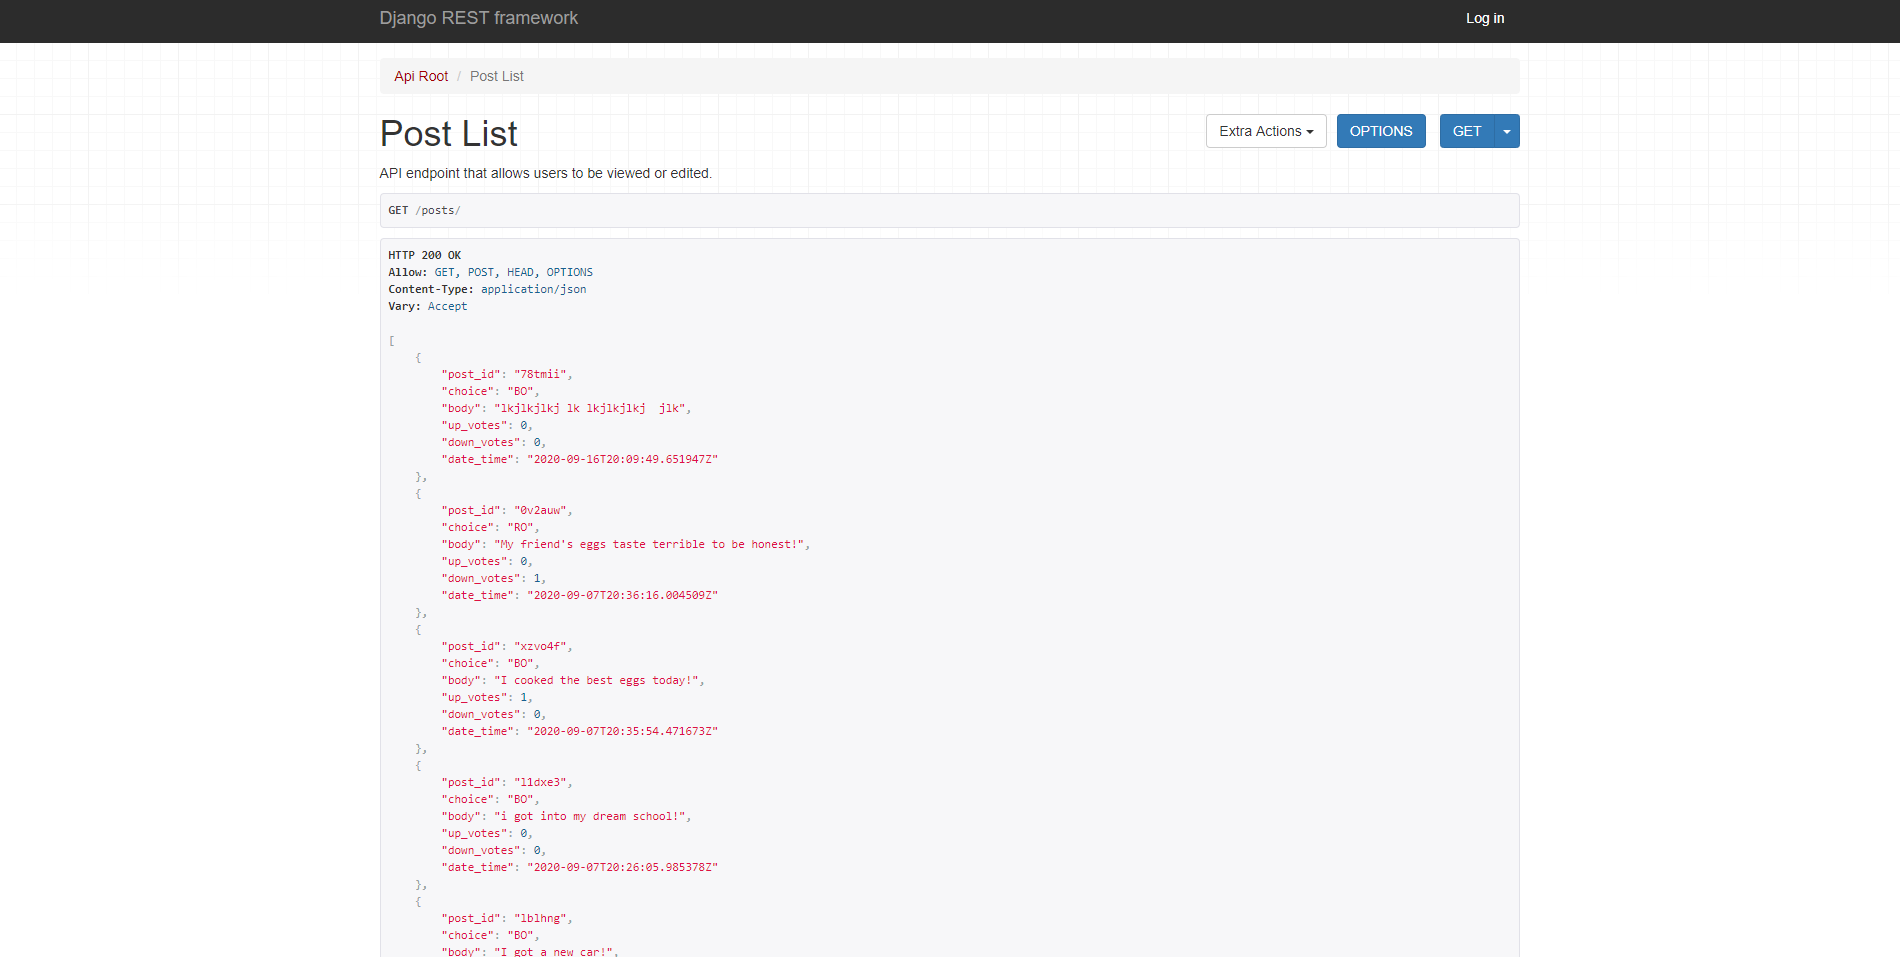 Django REST framework
Log in
Api Root / Post List
Post List
Extra Actions
OPTIONS
GET
API endpoint that allows users to be viewed or edited.
GET /posts/
HTTP 200 OK
Allow: GET, POST, HEAD, OPTIONS
Content-Type: application/json
Vary: Accept
[
    {
        "post_id": "78tmii",
        "choice": "BO",
        "body": "lkjlkjlkj lk lkjlkjlkj  jlk",
        "up_votes": 0,
        "down_votes": 0,
        "date_time": "2020-09-16T20:09:49.651947Z"
    },
    {
        "post_id": "0v2auw",
        "choice": "RO",
        "body": "My friend's eggs taste terrible to be honest!",
        "up_votes": 0,
        "down_votes": 1,
        "date_time": "2020-09-07T20:36:16.004509Z"
    },
    {
        "post_id": "xzvo4f",
        "choice": "BO",
        "body": "I cooked the best eggs today!",
        "up_votes": 1,
        "down_votes": 0,
        "date_time": "2020-09-07T20:35:54.471673Z"
    },
    {
        "post_id": "l1dxe3",
        "choice": "BO",
        "body": "i got into my dream school!",
        "up_votes": 0,
        "down_votes": 0,
        "date_time": "2020-09-07T20:26:05.985378Z"
    },
    {
        "post_id": "lblhng",
        "choice": "BO",
        "body": "I got a new car!",